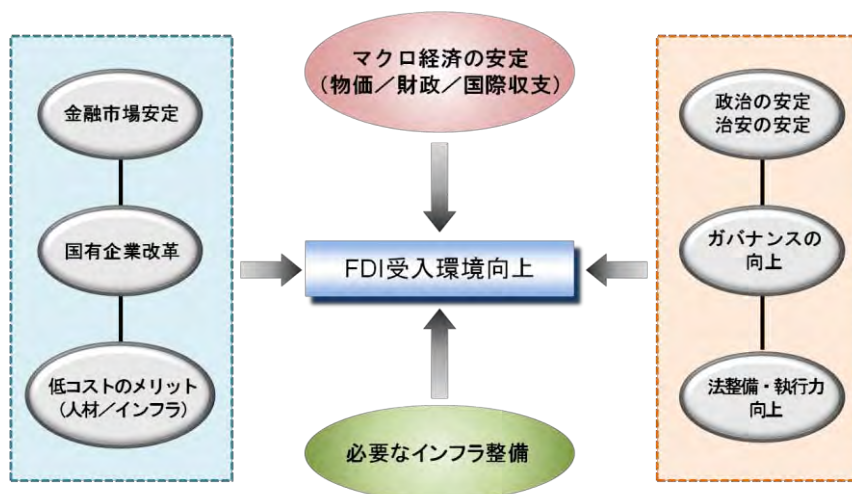 マクロ経済の安定
(物価/財政/国際収支)
金融市場安定
国有企業改革
低コストのメリット
(人材/インフラ)
FDI受入環境向上
必要なインフラ整備
政治の安定
治安の安定
ガバナンスの
向上
法整備・執行力
向上